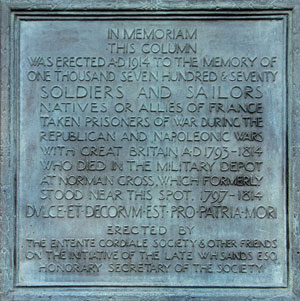 IN MEMORIAM
THIS COLUMN
WAS ERECTED A.D. 1914 TO THE MEMORY OF
ONE THOUSAND SEVEN HUNDRED & SEVENTY
SOLDIERS AND SAILORS
NATIVES OR ALLIES OF FRANCE
TAKEN PRISONERS OF WAR DURING THE
REPUBLICAN AND NAPOLEONIC WARS
WITH GREAT BRITAIN A.D. 1793-1814
WHO DIED IN THE MILITARY DEPOT
AT NORMAN CROSS, WHICH FORMERLY
STOOD NEAR THIS SPOT. 1797-1814
DVLCE·ET·DECORVM·EST·PRO·PATRIA·MORI
ERECTED BY
THE ENTENTE CORDIALE SOCIETY & OTHER FRIENDS
ON THE INITIATIVE OF THE LATE W.H. SANDS ESQ.
HONORARY SECRETARY OF THE SOCIETY